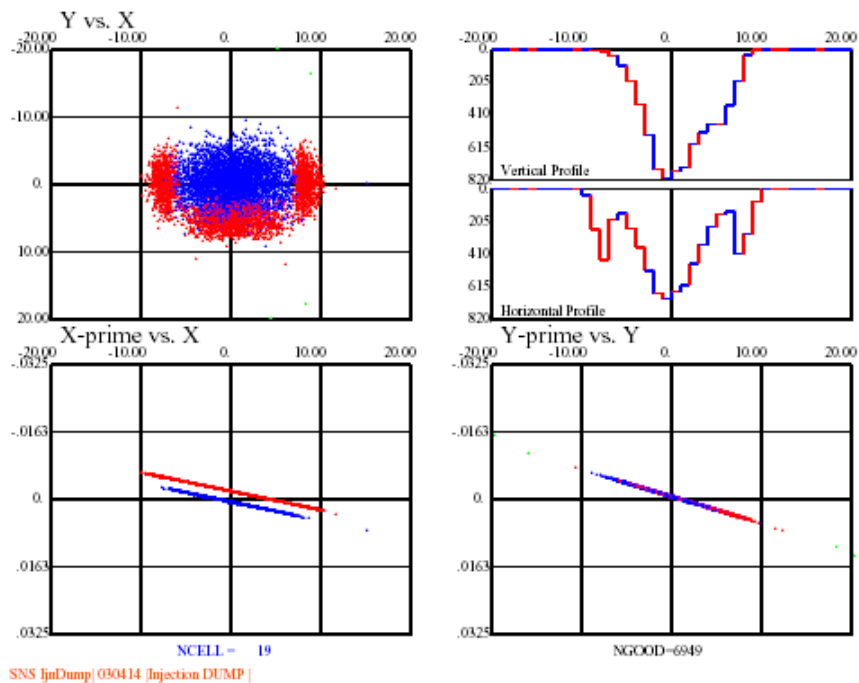 Y vs. X
-20.00 -10.00 0. 10.00 20.00
-20.00
-10.00
0.
10.00
20.00
-20.00 -10.00 0. 10.00 20.00
0.
205
410
615
820
Vertical Profile
0.
205
410
615
820
Horizontal Profile
X-prime vs. X
-20.00 -10.00 0. 10.00 20.00
-.0325
-.0163
0.
.0163
.0325
Y-prime vs. Y
-20.00 -10.00 0. 10.00 20.00
-.0325
-.0163
0.
.0163
.0325
NCELL = 19
NGOOD=6949
SNS IjnDump| 030414 |Injection DUMP |